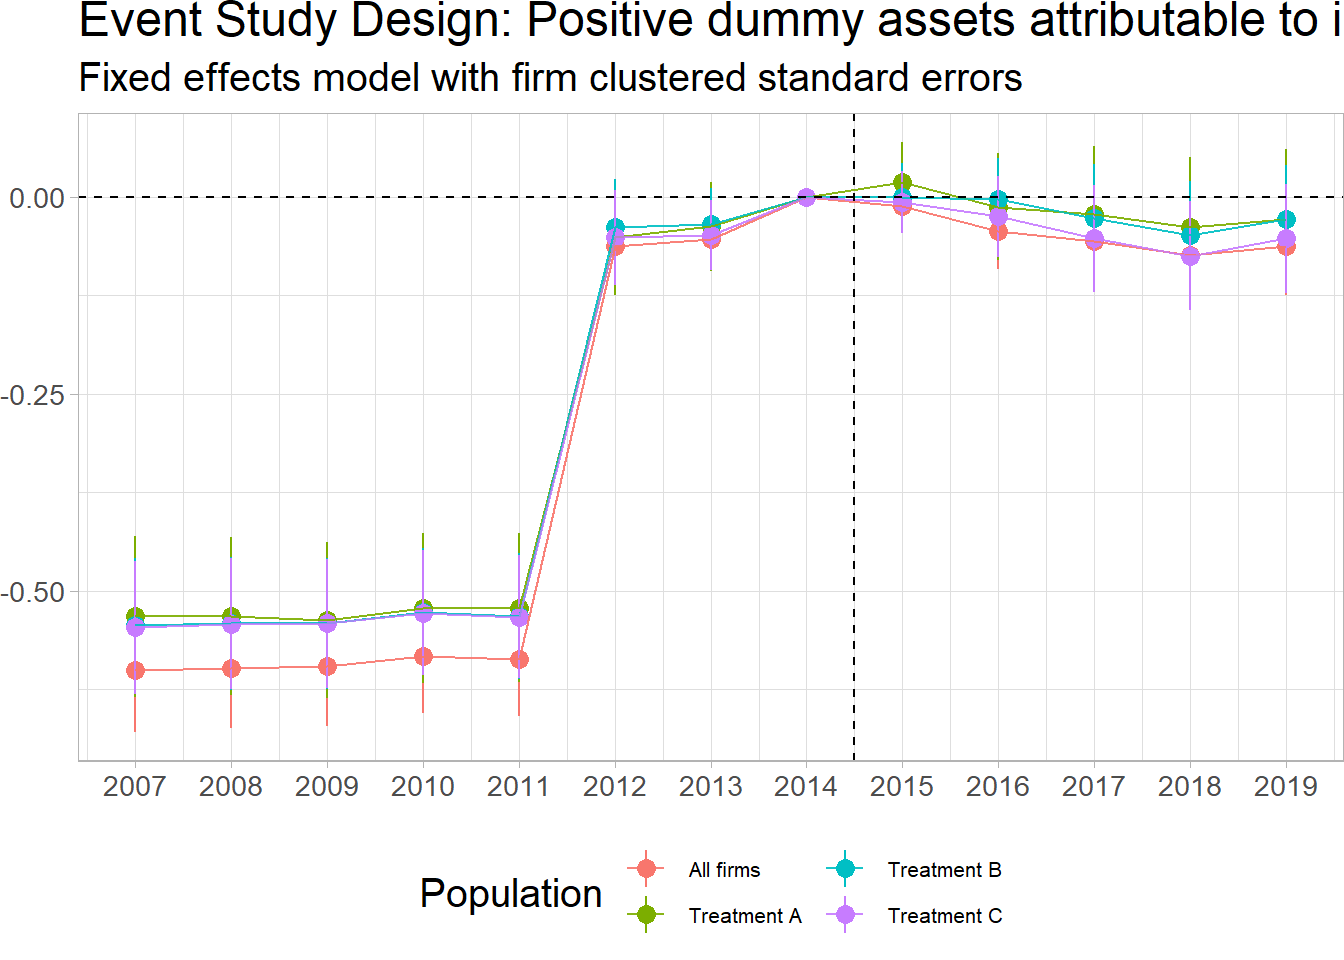 Event Study Design: Positive dummy assets attributable to i
Fixed effects model with firm clustered standard errors
0.00
-0.25
-0.50
2007 2008 2009 2010 2011 2012 2013 2014 2015 2016 2017 2018 2019
Population
All firms
Treatment A
Treatment B
Treatment C